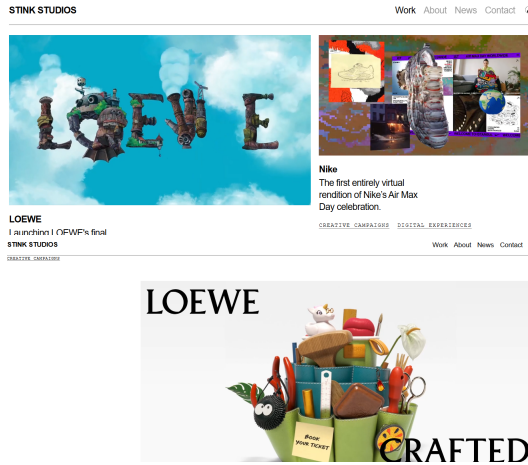 STINK STUDIOS
Work About News Contact
LOEWE
Nike
The first entirely virtual
rendition of Nike's Air Max
Day celebration.
CREATIVE CAMPAIGNS DIGITAL EXPERIENCES
LOEWE
Launching LOEWE's final
STINK STUDIOS
Work About News Contact
CREATIVE CAMPAIGNS
LOEWE
BOOK
YOUR TICKET
CRAFTED